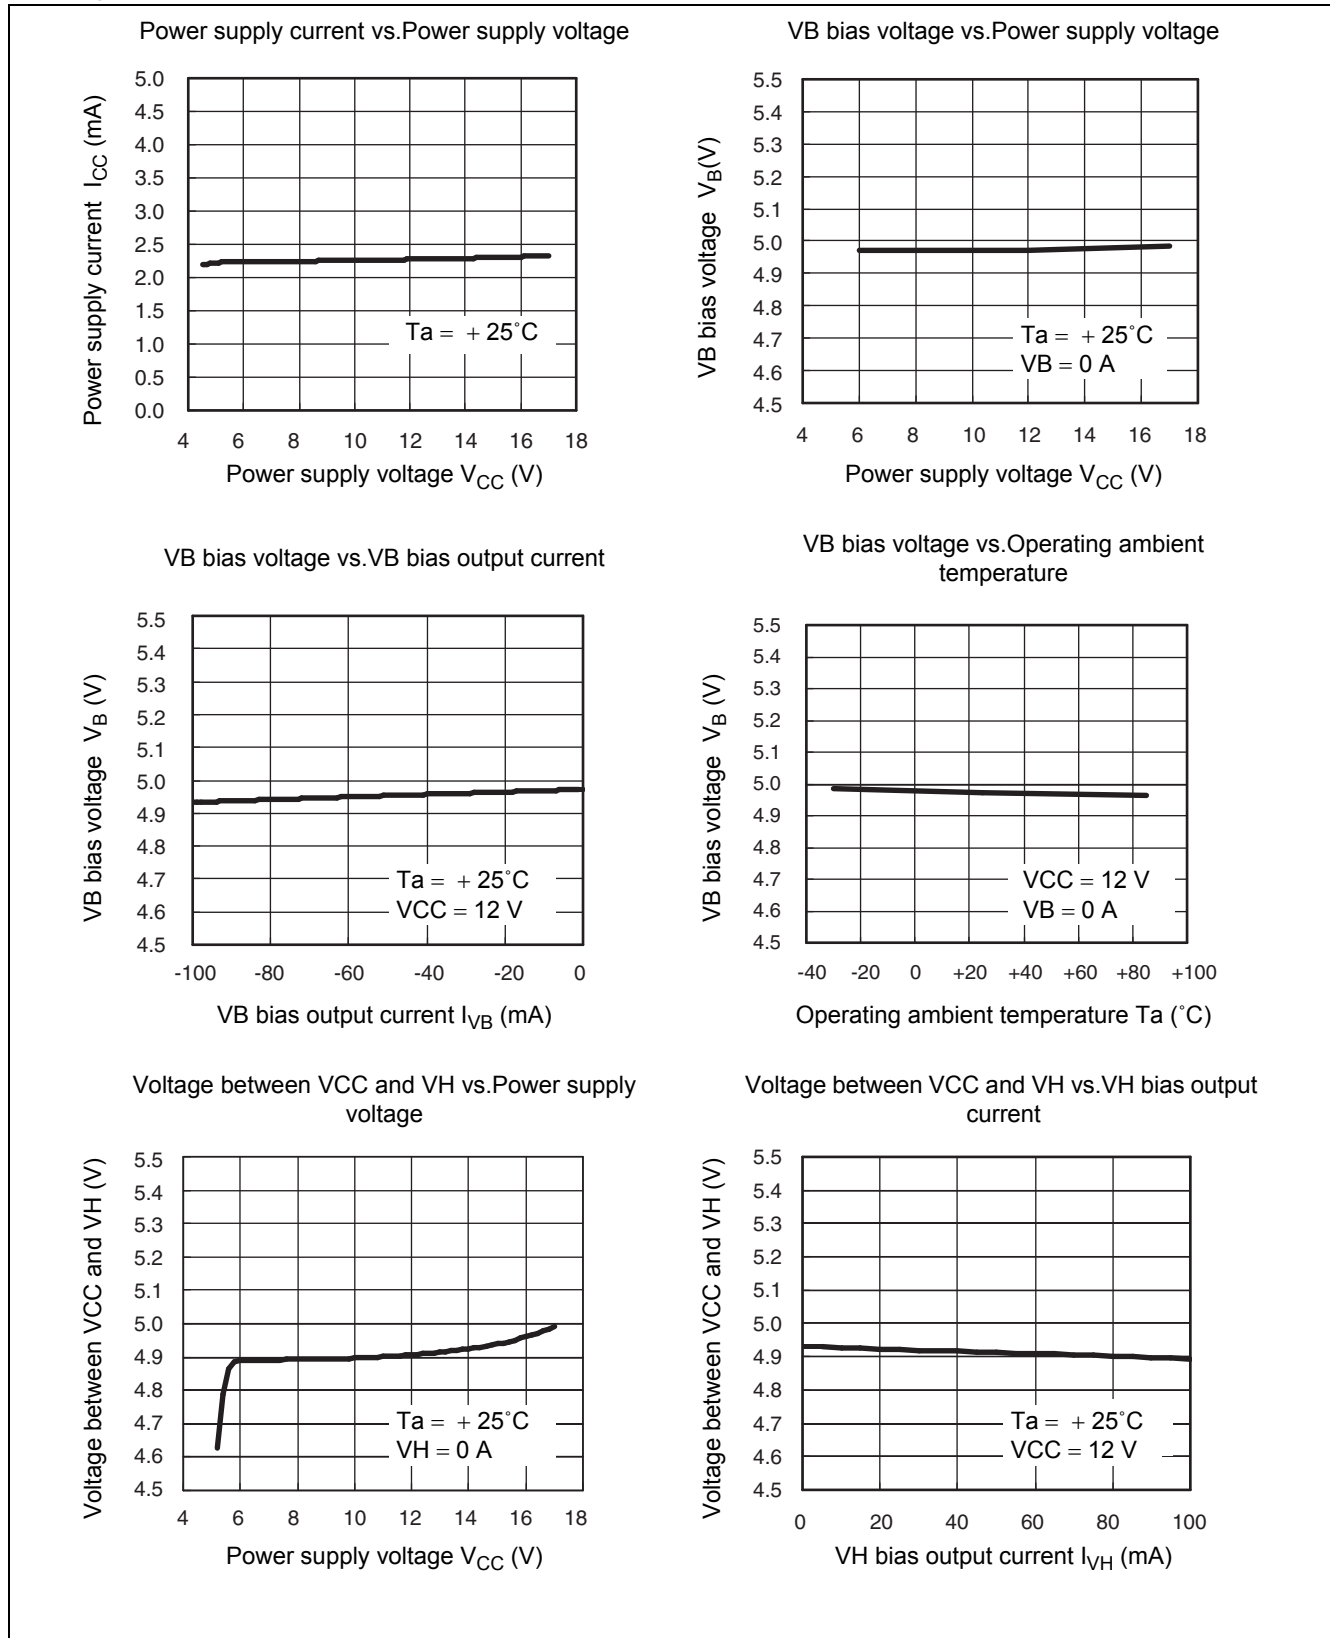 Power supply current vs.Power supply voltage
Power supply current ICC (mA)
5.0
4.5
4.0
3.5
3.0
2.5
2.0
1.5
1.0
0.5
0.0
Ta = + 25˚C
4 6 8 10 12 14 16 18
Power supply voltage VCC (V)
VB bias voltage vs.Power supply voltage
VB bias voltage VB(V)
5.5
5.4
5.3
5.2
5.1
5.0
4.9
4.8
4.7
4.6
4.5
Ta = + 25˚C
VB = 0 A
4 6 8 10 12 14 16 18
Power supply voltage VCC (V)
VB bias voltage vs.VB bias output current
VB bias voltage VB (V)
5.5
5.4
5.3
5.2
5.1
5.0
4.9
4.8
4.7
4.6
4.5
Ta = + 25˚C
VCC = 12 V
-100 -80 -60 -40 -20 0
VB bias output current IVB (mA)
VB bias voltage vs.Operating ambient
temperature
VB bias voltage VB (V)
5.5
5.4
5.3
5.2
5.1
5.0
4.9
4.8
4.7
4.6
4.5
VCC = 12 V
VB = 0 A
-40 -20 0 +20 +40 +60 +80 +100
Operating ambient temperature Ta (˚C)
Voltage between VCC and VH vs.Power supply
voltage
Voltage between VCC and VH (V)
5.5
5.4
5.3
5.2
5.1
5.0
4.9
4.8
4.7
4.6
4.5
Ta = + 25˚C
VH = 0 A
4 6 8 10 12 14 16 18
Power supply voltage VCC (V)
Voltage between VCC and VH vs.VH bias output
current
Voltage between VCC and VH (V)
5.5
5.4
5.3
5.2
5.1
5.0
4.9
4.8
4.7
4.6
4.5
Ta = + 25˚C
VCC = 12 V
0 20 40 60 80 100
VH bias output current IVH (mA)